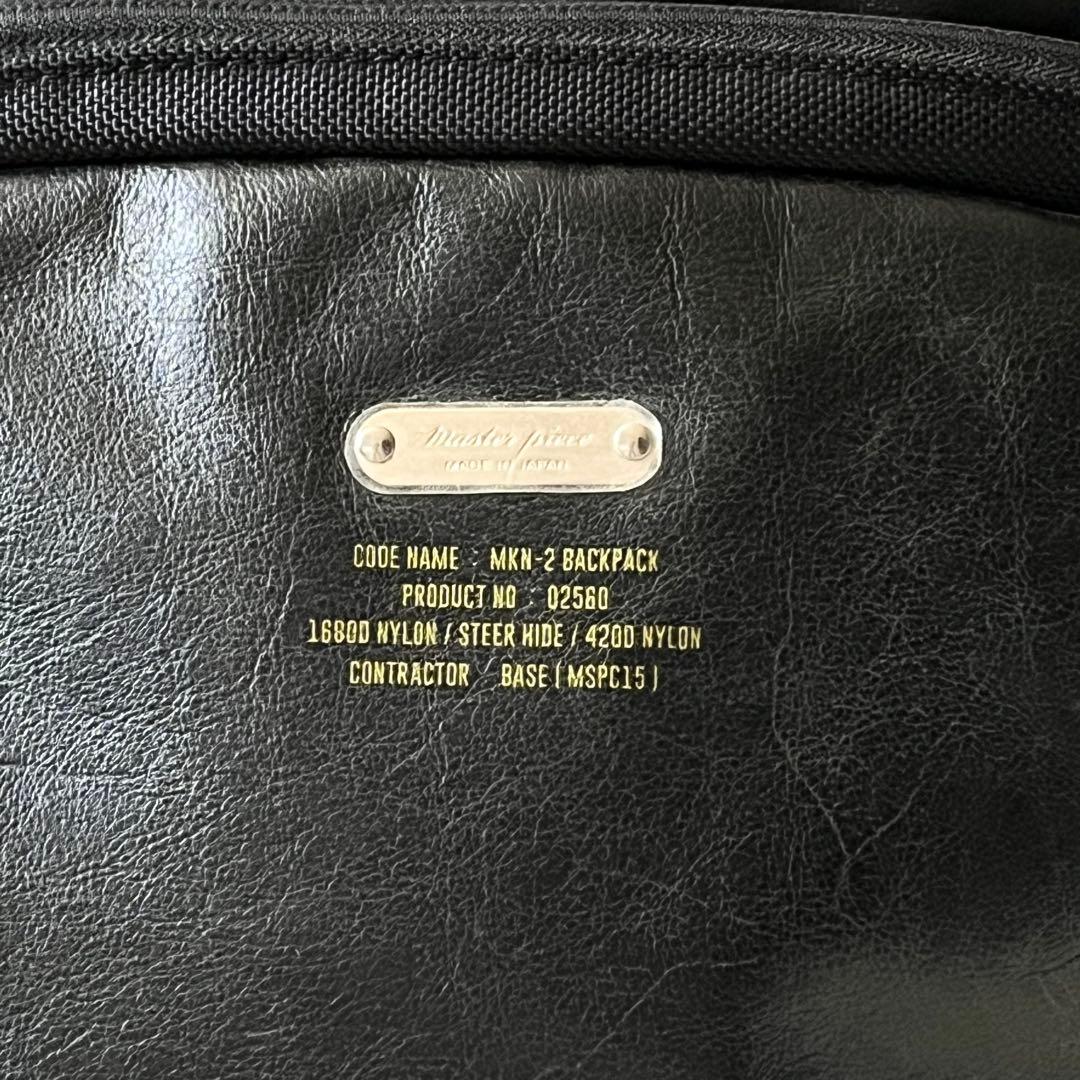 master-piece
MADE IN JAPAN
CODE NAME : MKN-2 BACKPACK
PRODUCT NO : 02560
1680D NYLON / STEER HIDE / 420D NYLON
CONTRACTOR BASE ( MSPC15 )